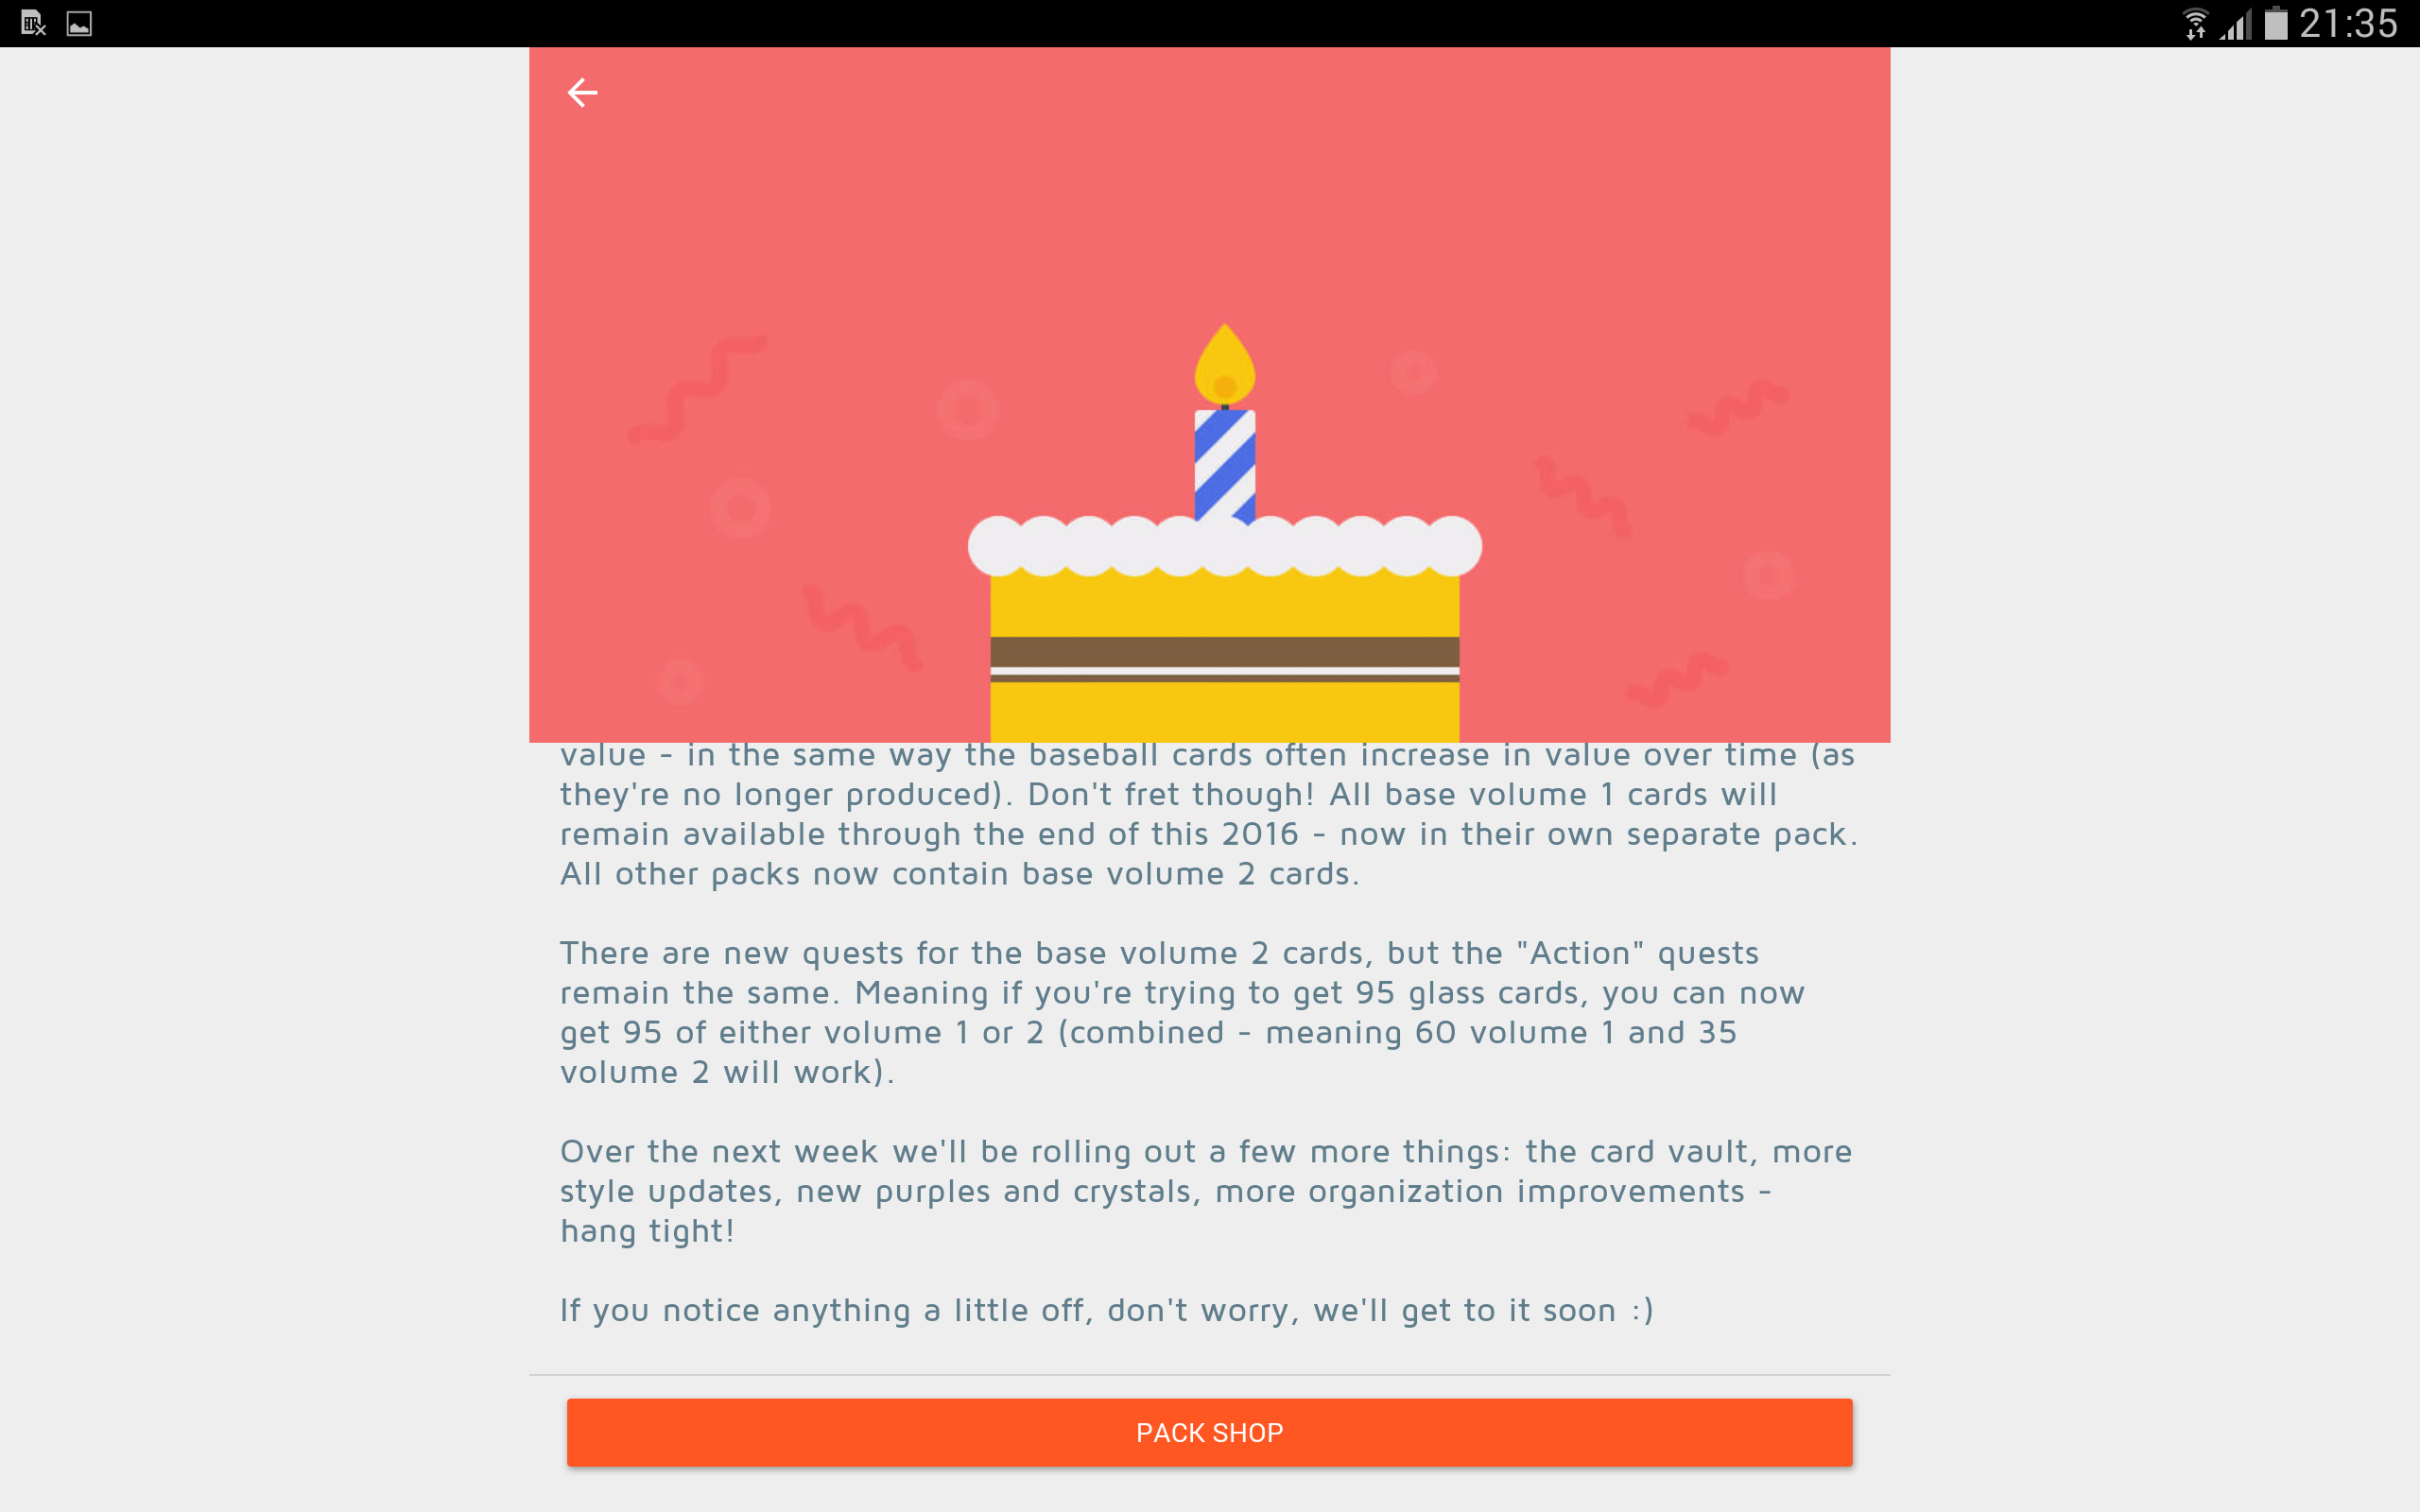 21:35
value - in the same way the baseball cards often increase in value over time (as
they're no longer produced). Don't fret though! All base volume 1 cards will
remain available through the end of this 2016 - now in their own separate pack.
All other packs now contain base volume 2 cards.
There are new quests for the base volume 2 cards, but the "Action" quests
remain the same. Meaning if you're trying to get 95 glass cards, you can now
get 95 of either volume 1 or 2 (combined - meaning 60 volume 1 and 35
volume 2 will work).
Over the next week we'll be rolling out a few more things: the card vault, more
style updates, new purples and crystals, more organization improvements -
hang tight!
If you notice anything a little off, don't worry, we'll get to it soon :)
PACK SHOP